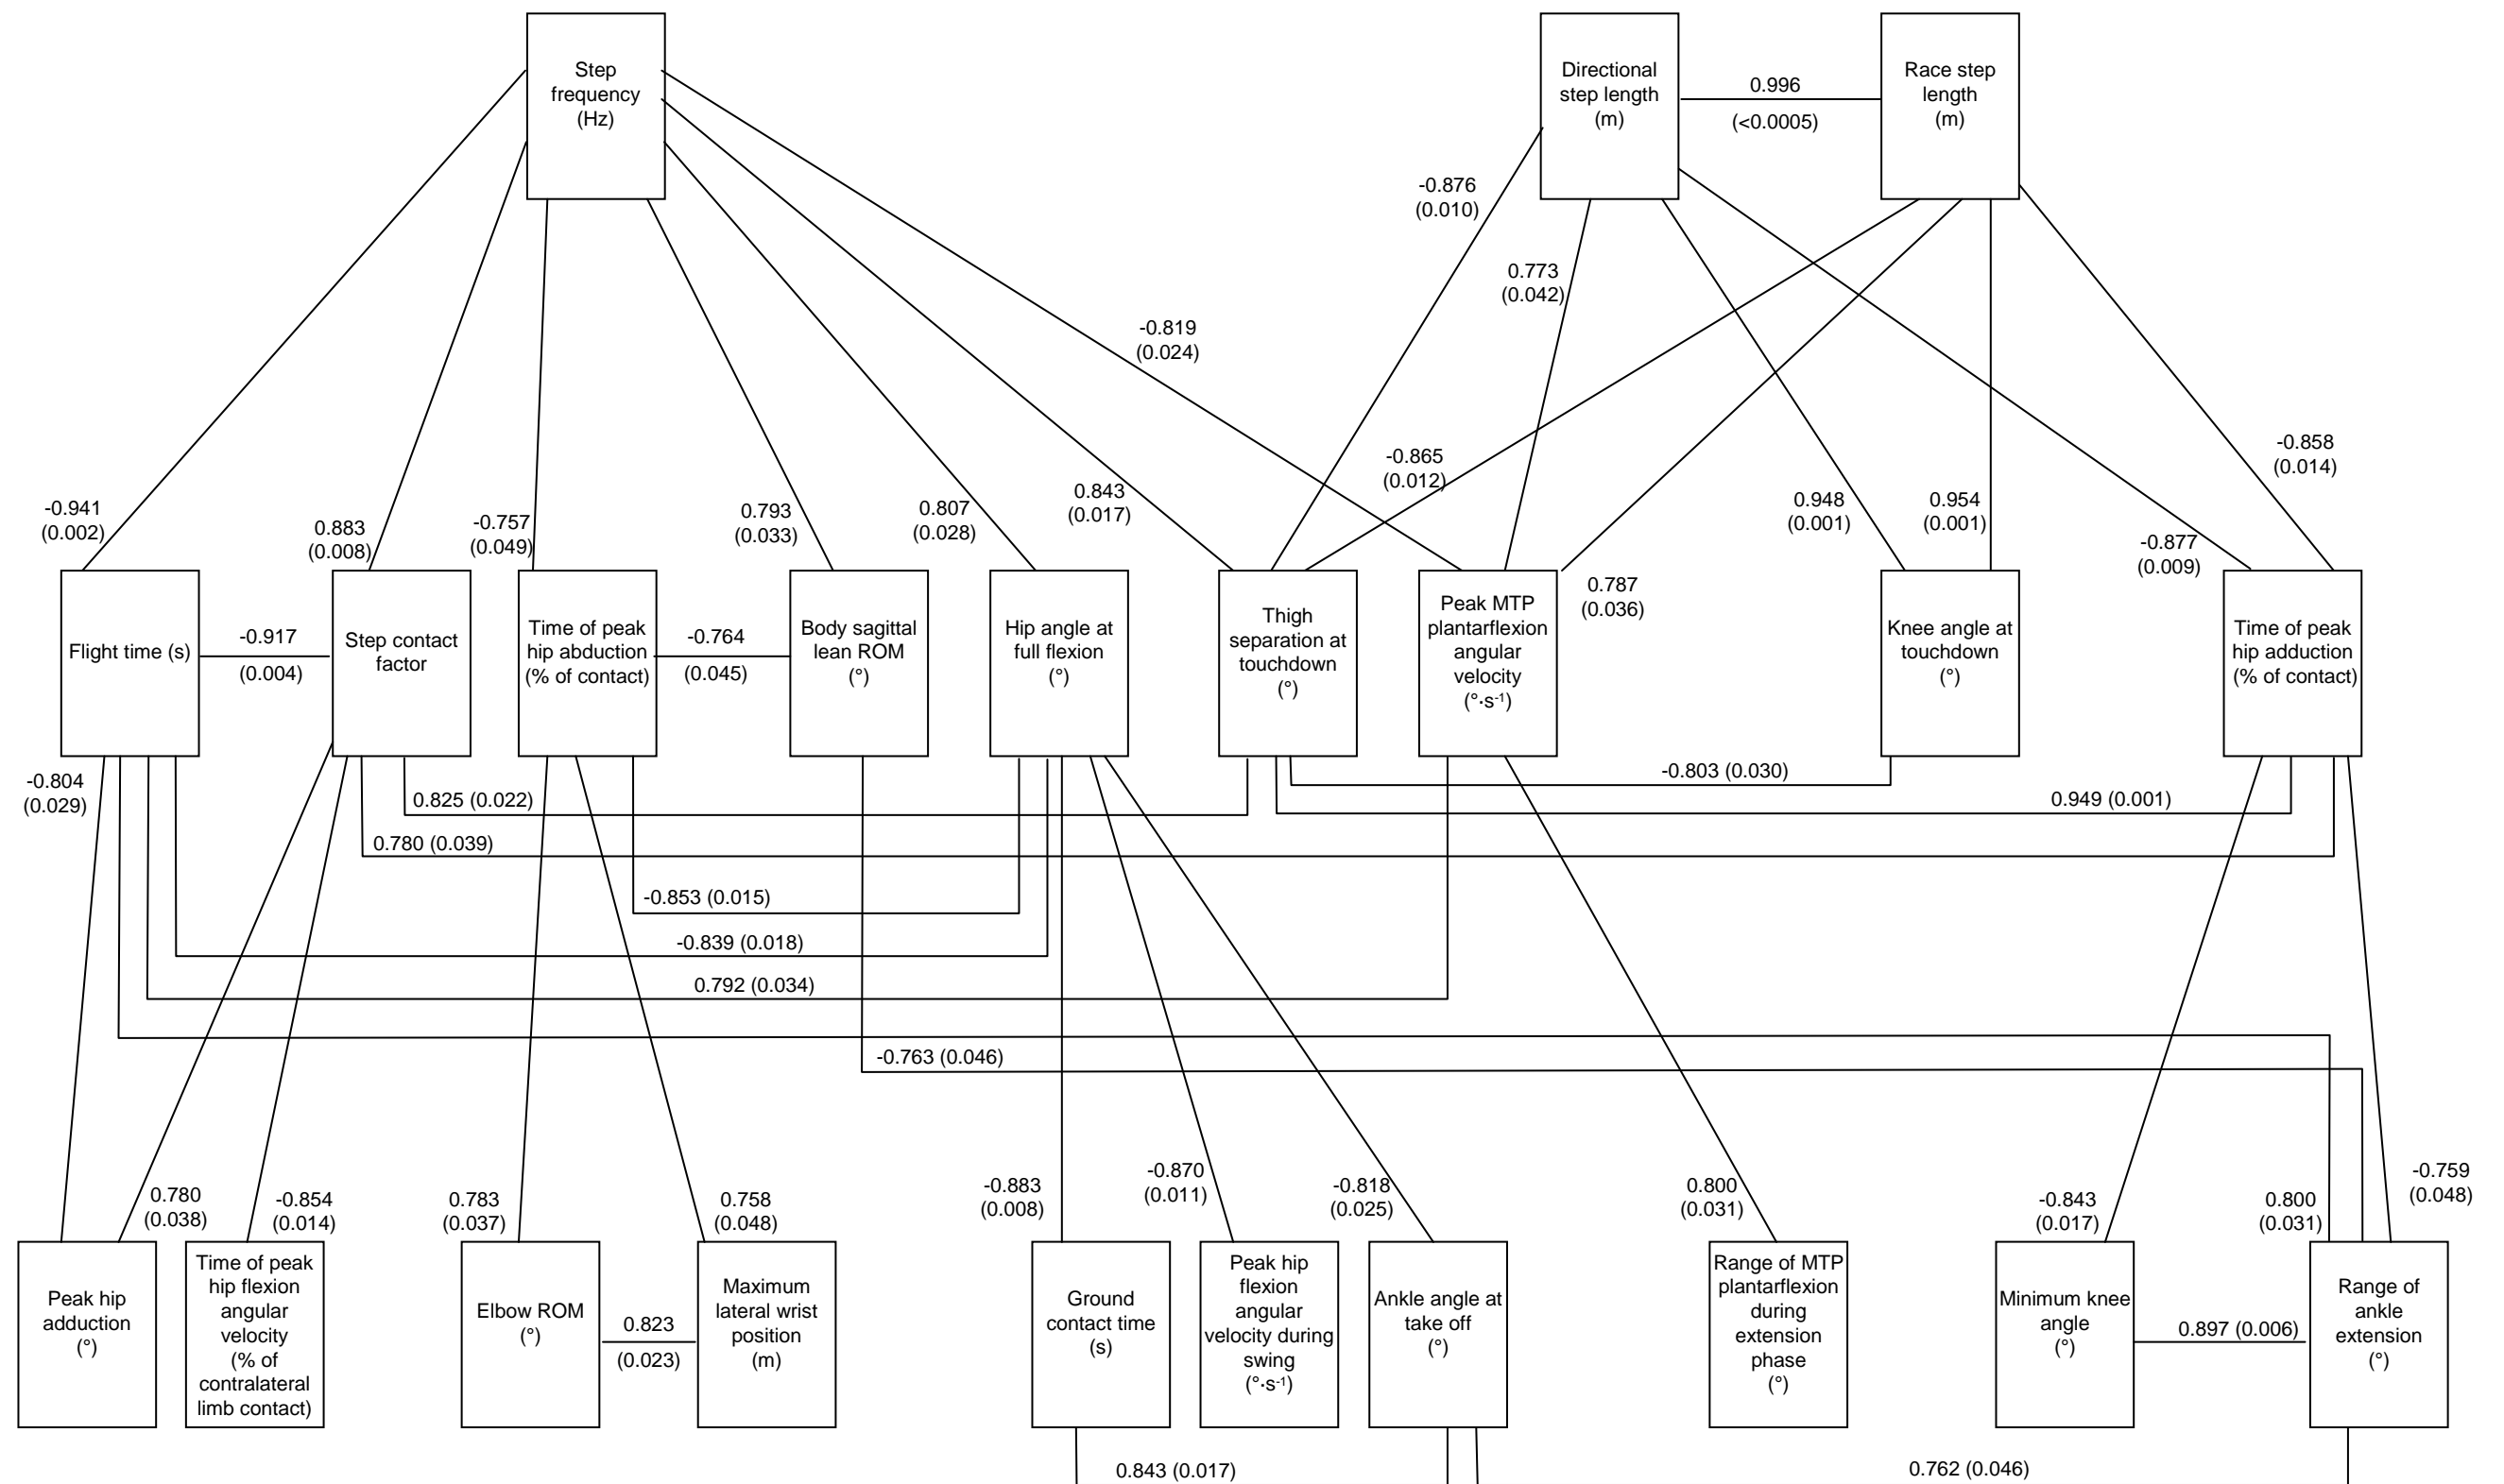 Step
frequency
(Hz)
Directional
step length
(m)
0.996
(<0.0005)
Race step
length
(m)
-0.876
(0.010)
0.773
(0.042)
-0.819
(0.024)
-0.865
(0.012)
-0.858
(0.014)
-0.941
(0.002)
0.883
(0.008)
-0.757
(0.049)
0.793
(0.033)
0.807
(0.028)
0.843
(0.017)
0.948
(0.001)
0.954
(0.001)
-0.877
(0.009)
0.787
(0.036)
Flight time (s)
-0.917
(0.004)
Step contact
factor
Time of peak
hip abduction
(% of contact)
-0.764
(0.045)
Body sagittal
lean ROM
(°)
Hip angle at
full flexion
(°)
Thigh
separation at
touchdown
(°)
Peak MTP
plantarflexion
angular
velocity
(°·s-1)
Knee angle at
touchdown
(°)
Time of peak
hip adduction
(% of contact)
-0.804
(0.029)
-0.803 (0.030)
0.825 (0.022)
0.949 (0.001)
0.780 (0.039)
-0.853 (0.015)
-0.839 (0.018)
0.792 (0.034)
-0.763 (0.046)
0.780
(0.038)
-0.854
(0.014)
0.783
(0.037)
0.758
(0.048)
-0.883
(0.008)
-0.870
(0.011)
-0.818
(0.025)
0.800
(0.031)
-0.843
(0.017)
0.800
(0.031)
-0.759
(0.048)
Peak hip
adduction
(°)
Time of peak
hip flexion
angular
velocity
(% of
contralateral
limb contact)
Elbow ROM
(°)
0.823
(0.023)
Maximum
lateral wrist
position
(m)
Ground
contact time
(s)
Peak hip
flexion
angular
velocity during
swing
(°·s-1)
Ankle angle at
take off
(°)
Range of MTP
plantarflexion
during
extension
phase
(°)
Minimum knee
angle
(°)
0.897 (0.006)
Range of
ankle
extension
(°)
0.843 (0.017)
0.762 (0.046)